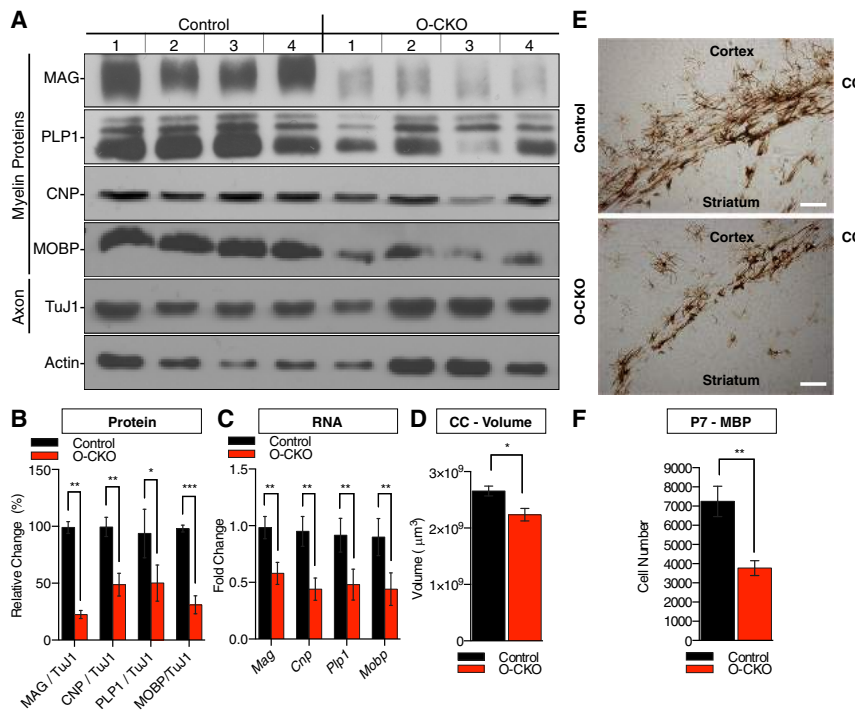 A
Control
O-CKO
1 2 3 4 1 2 3 4
Myelin Proteins
MAG
PLP1
CNP
MOBP
Axon
TuJ1
Actin
E
Control
Cortex
CC
Striatum
O-CKO
Cortex
CC
Striatum
B
Protein
Control
O-CKO
Relative Change (%)
150
100
50
0
**
**
*
***
MAG / TuJ1
CNP / TuJ1
PLP1 / TuJ1
MOBP/TuJ1
C
RNA
Control
O-CKO
Fold Change
1.5
1.0
0.5
0.0
**
**
**
**
Mag
Cnp
Plp1
Mobp
D
CC - Volume
Volume ( μm³)
3×10⁹
2×10⁹
1×10⁹
0
*
Control
O-CKO
F
P7 - MBP
Cell Number
9000
8000
7000
6000
5000
4000
3000
2000
1000
0
**
Control
O-CKO